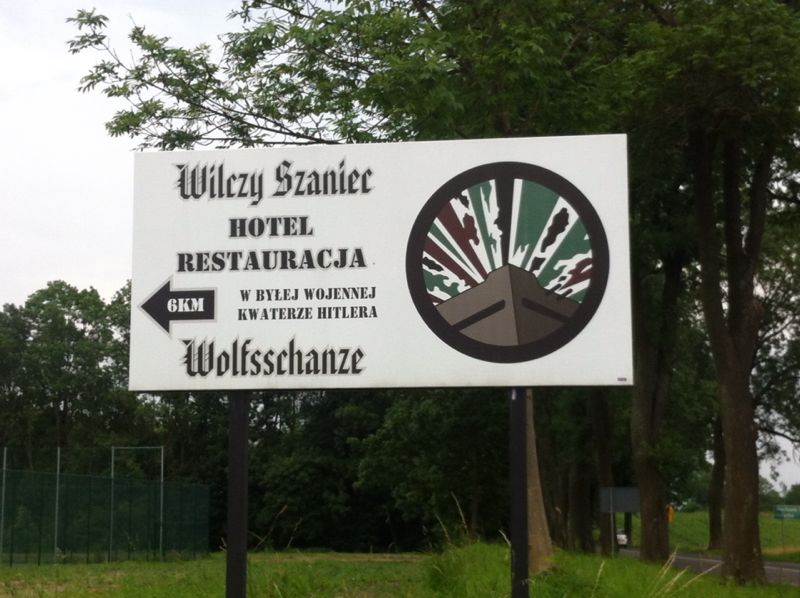 Wilczy Szaniec
HOTEL
RESTAURACJA
6KM
W BYŁEJ WOJENNEJ
KWATERZE HITLERA
Wolfsschanze